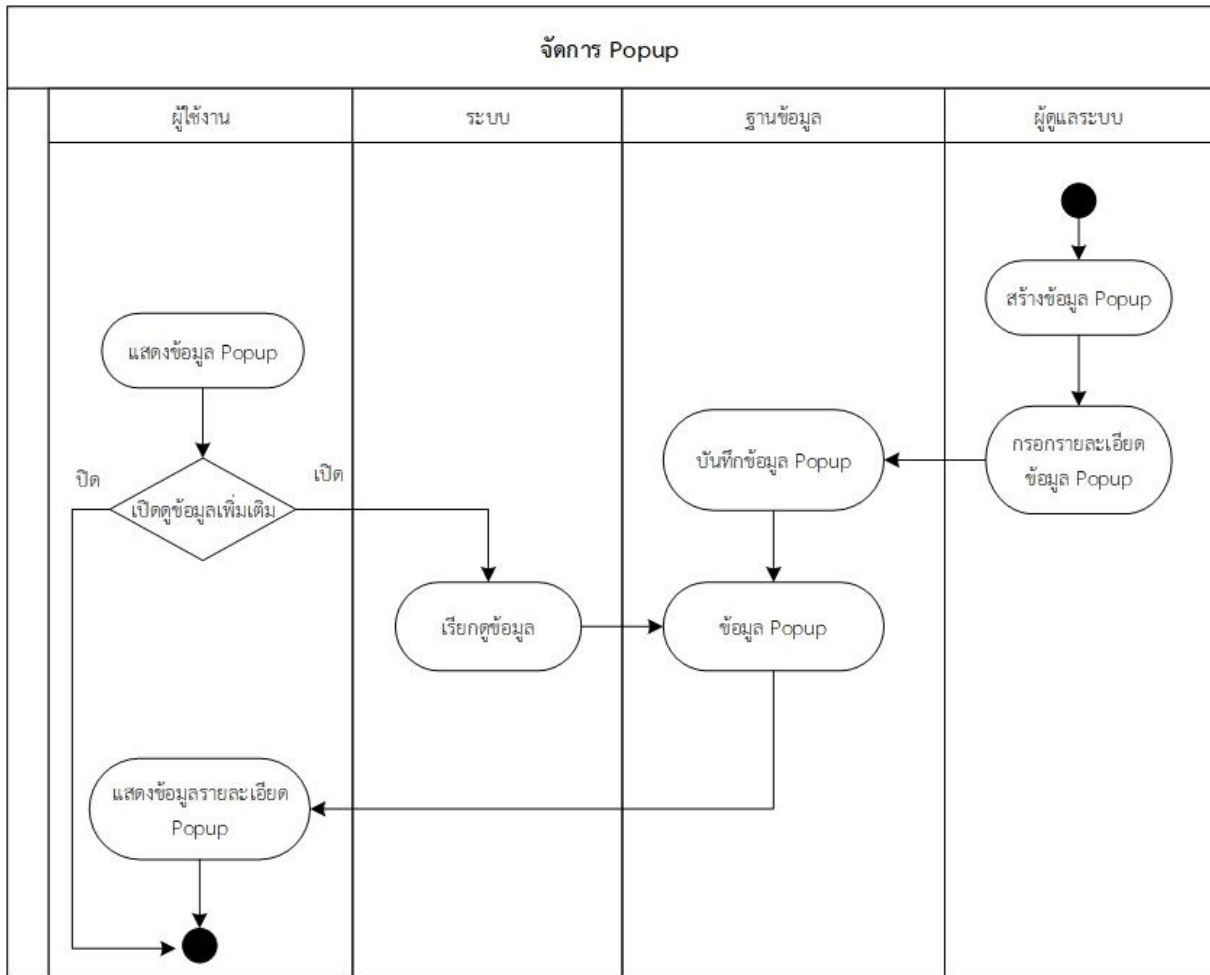 จัดการ Popup
ผู้ใช้งาน
ระบบ
ฐานข้อมูล
ผู้ดูแลระบบ
สร้างข้อมูล Popup
แสดงข้อมูล Popup
กรอกรายละเอียด
ข้อมูล Popup
บันทึกข้อมูล Popup
ปิด
เปิด
เปิดดูข้อมูลเพิ่มเติม
เรียกดูข้อมูล
ข้อมูล Popup
แสดงข้อมูลรายละเอียด
Popup